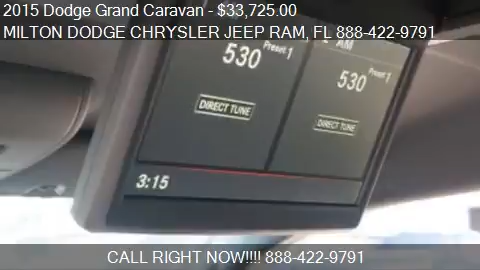 2015 Dodge Grand Caravan - $33,725.00
MILTON DODGE CHRYSLER JEEP RAM, FL 888-422-9791
AM
530 Preset 1
530 Preset 1
DIRECT TUNE
DIRECT TUNE
3:15
CALL RIGHT NOW!!!! 888-422-9791